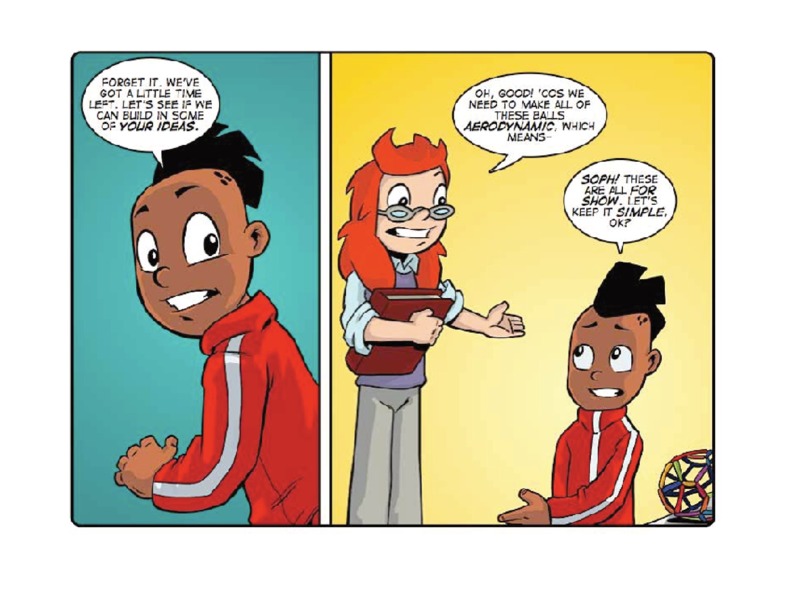 FORGET IT. WE'VE
GOT A LITTLE TIME
LEFT. LET'S SEE IF WE
CAN BUILD IN SOME
OF YOUR IDEAS.
OH, GOOD! 'COS WE
NEED TO MAKE ALL OF
THESE BALLS
AERODYNAMIC, WHICH
MEANS-
SOPH! THESE
ARE ALL FOR
SHOW. LET'S
KEEP IT SIMPLE,
OK?